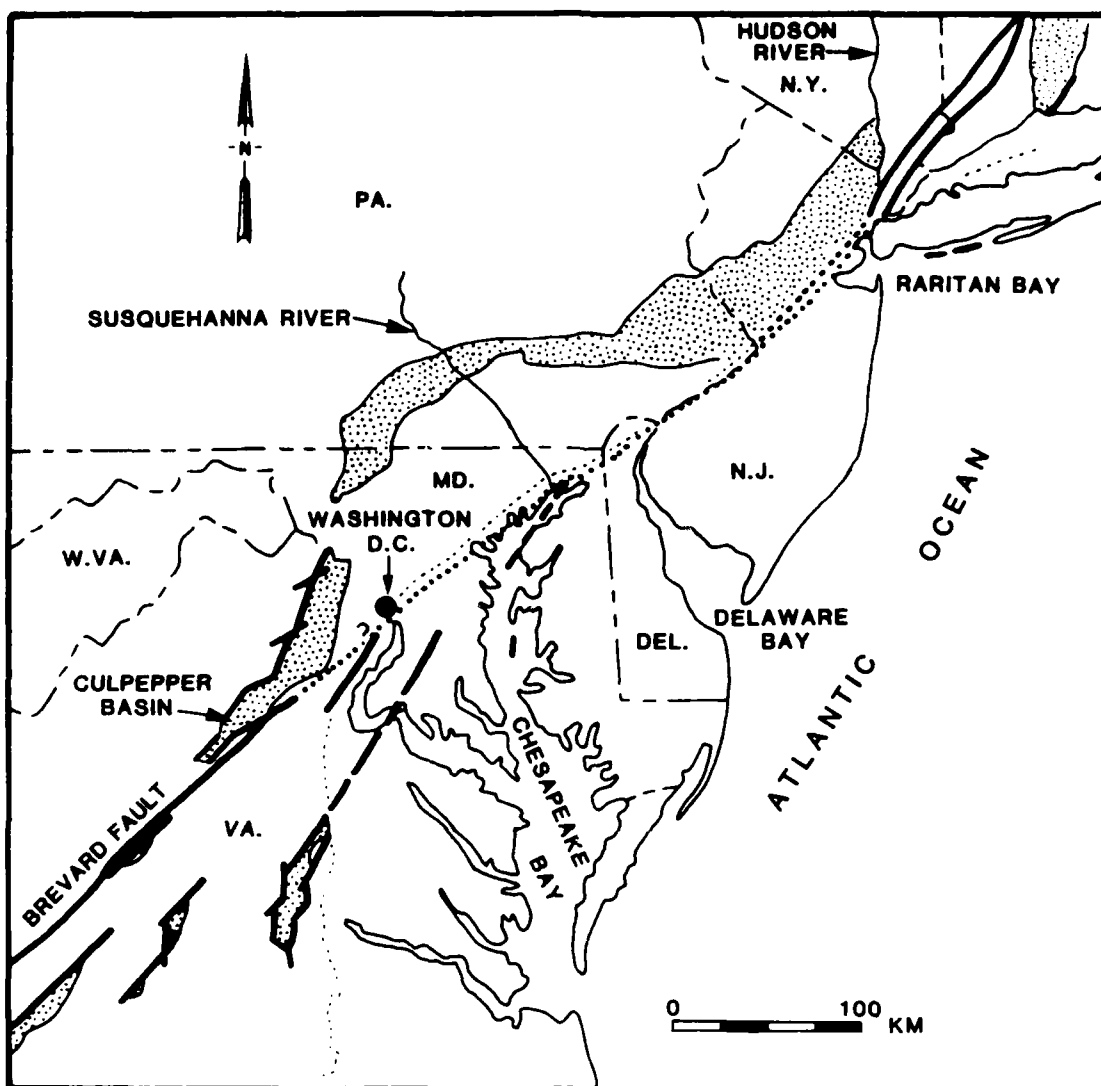 HUDSON
RIVER
N.Y.
N
PA.
RARITAN BAY
SUSQUEHANNA RIVER
MD.
N.J.
WASHINGTON
D.C.
W.VA.
OCEAN
DELAWARE
BAY
DEL.
CULPEPPER
BASIN
ATLANTIC
CHESAPEAKE
BAY
BREVARD FAULT
VA.
?
0 100
KM